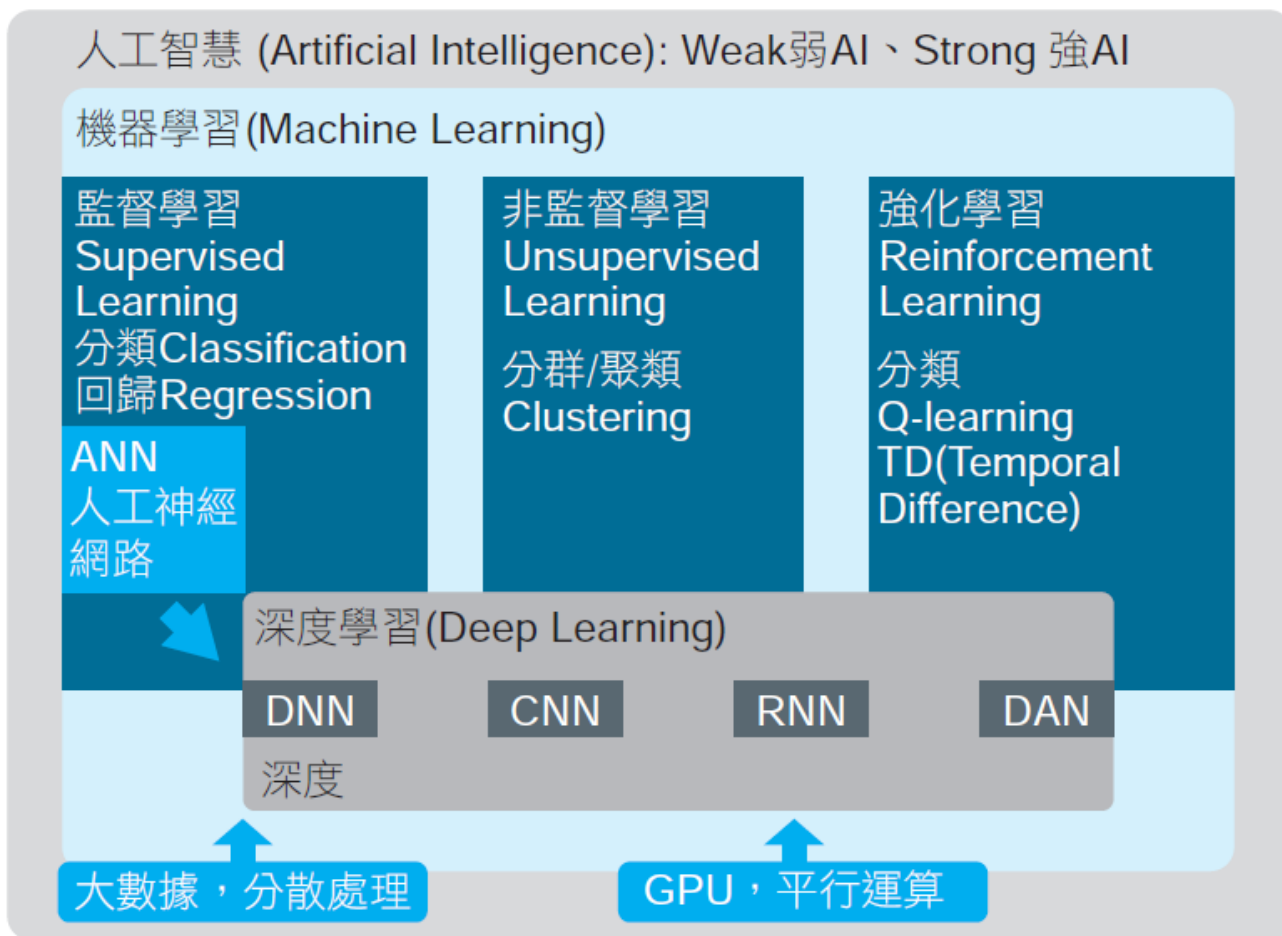 人工智慧 (Artificial Intelligence): Weak弱AI、Strong 強AI
機器學習(Machine Learning)
監督學習
Supervised
Learning
分類Classification
回歸Regression
ANN
人工神經
網路
非監督學習
Unsupervised
Learning
分群/聚類
Clustering
強化學習
Reinforcement
Learning
分類
Q-learning
TD(Temporal
Difference)
深度學習(Deep Learning)
DNN
CNN
RNN
DAN
深度
大數據，分散處理
GPU，平行運算